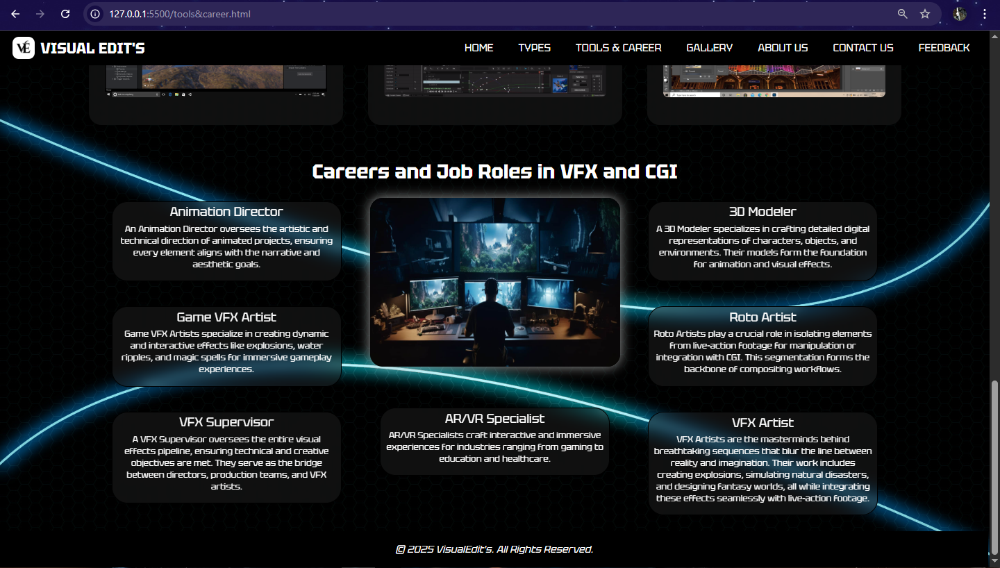 127.0.0.1:5500/tools&career.html
VE VISUAL EDIT'S
HOME TYPES TOOLS & CAREER GALLERY ABOUT US CONTACT US FEEDBACK
Careers and Job Roles in VFX and CGI
Animation Director
An Animation Director oversees the artistic and
technical direction of animated projects, ensuring
every element aligns with the narrative and
aesthetic goals.
3D Modeler
A 3D Modeler specializes in crafting detailed digital
representations of characters, objects, and
environments. Their models form the foundation
for animation and visual effects.
Game VFX Artist
Game VFX Artists specialize in creating dynamic
and interactive effects like explosions, water
ripples, and magic spells for immersive gameplay
experiences.
Roto Artist
Roto Artists play a crucial role in isolating elements
from live-action footage for manipulation or
integration with CGI. This segmentation forms the
backbone of compositing workflows.
VFX Supervisor
A VFX Supervisor oversees the entire visual
effects pipeline, ensuring technical and creative
objectives are met. They serve as the bridge
between directors, production teams, and VFX
artists.
AR/VR Specialist
AR/VR Specialists craft interactive and immersive
experiences for industries ranging from gaming to
education and healthcare.
VFX Artist
VFX Artists are the masterminds behind
breathtaking sequences that blur the line between
reality and imagination. Their work includes
creating explosions, simulating natural disasters,
and designing fantasy worlds, all while integrating
these effects seamlessly with live-action footage.
© 2025 VisualEdit's. All Rights Reserved.